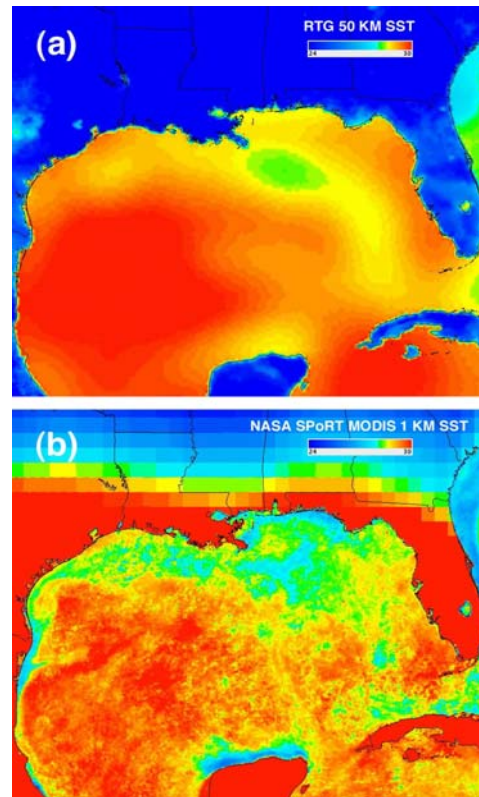 (a)
RTG 50 KM SST
24 30
(b)
NASA SPoRT MODIS 1 KM SST
24 30